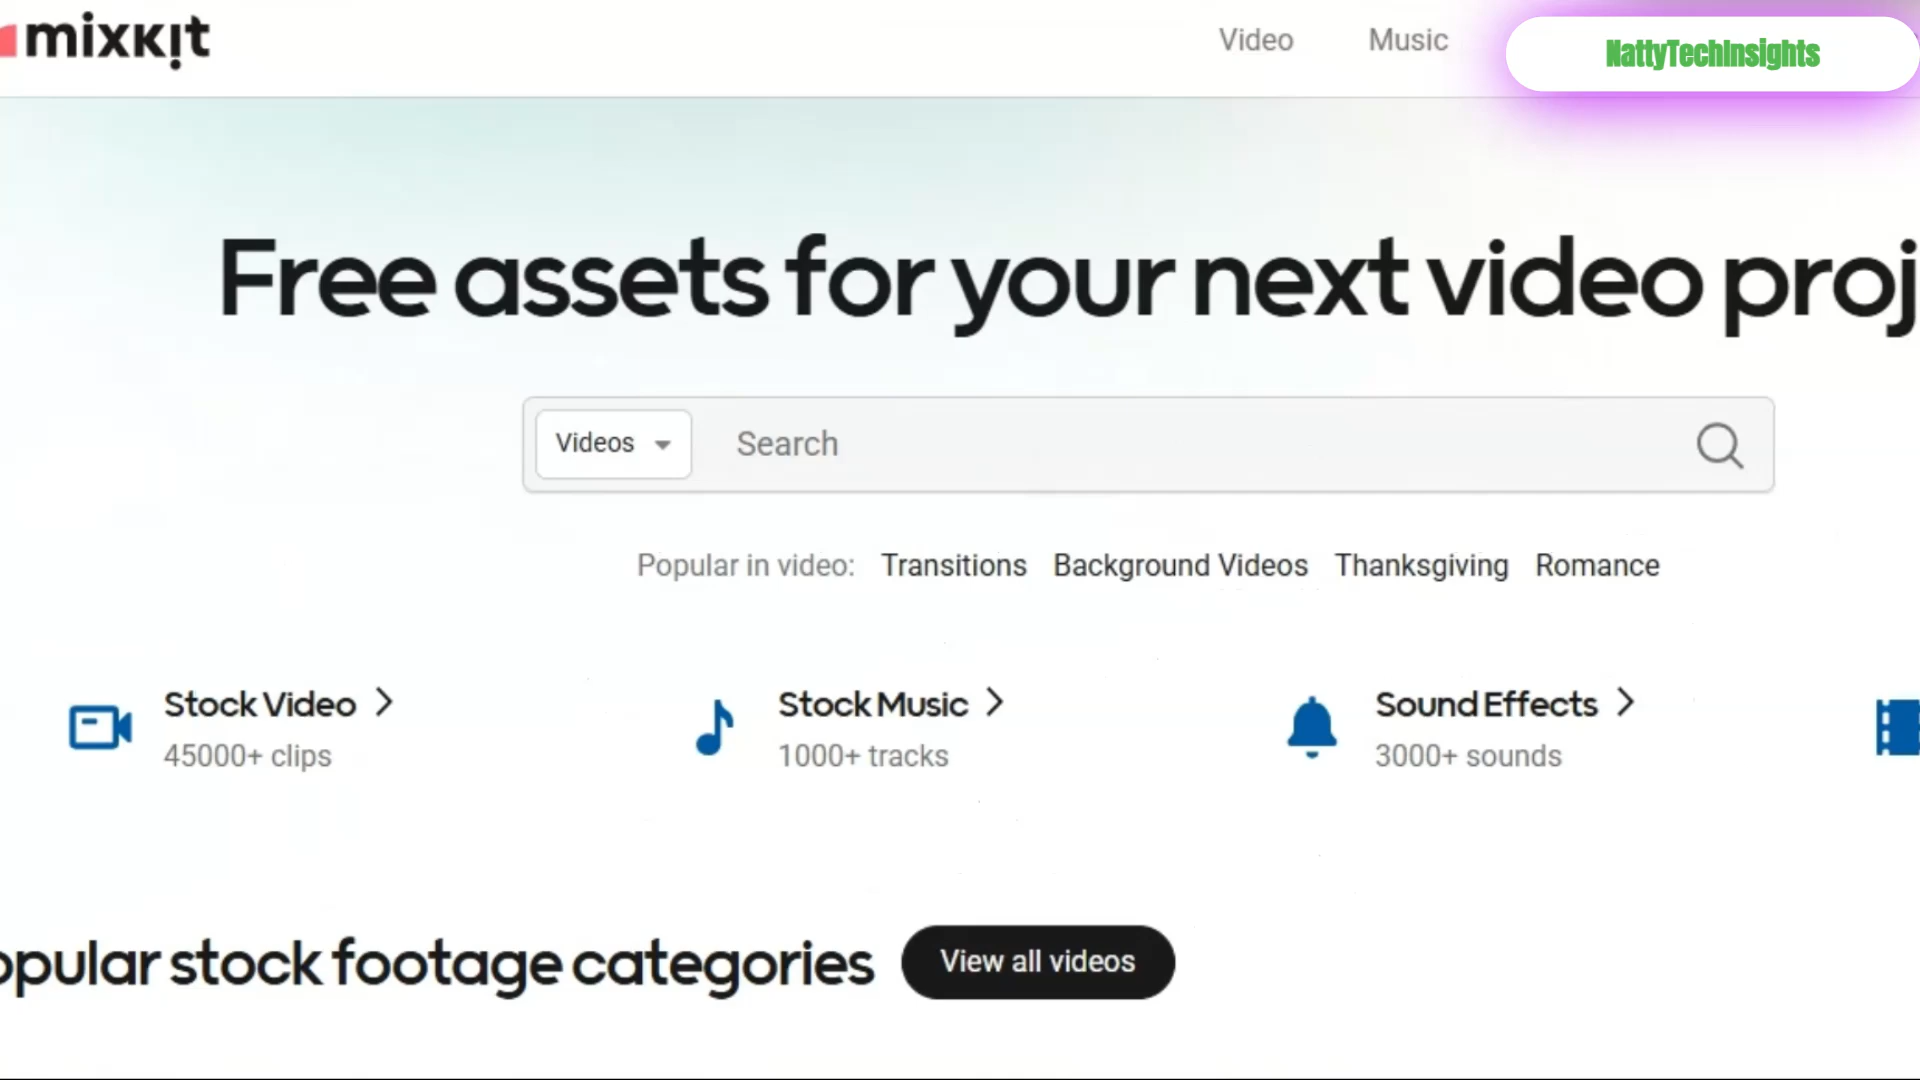 mixkit
Video
Music
NattyTechInsights
Free assets for your next video proj
Videos
Search
Popular in video: Transitions Background Videos Thanksgiving Romance
Stock Video
45000+ clips
Stock Music
1000+ tracks
Sound Effects
3000+ sounds
opular stock footage categories
View all videos